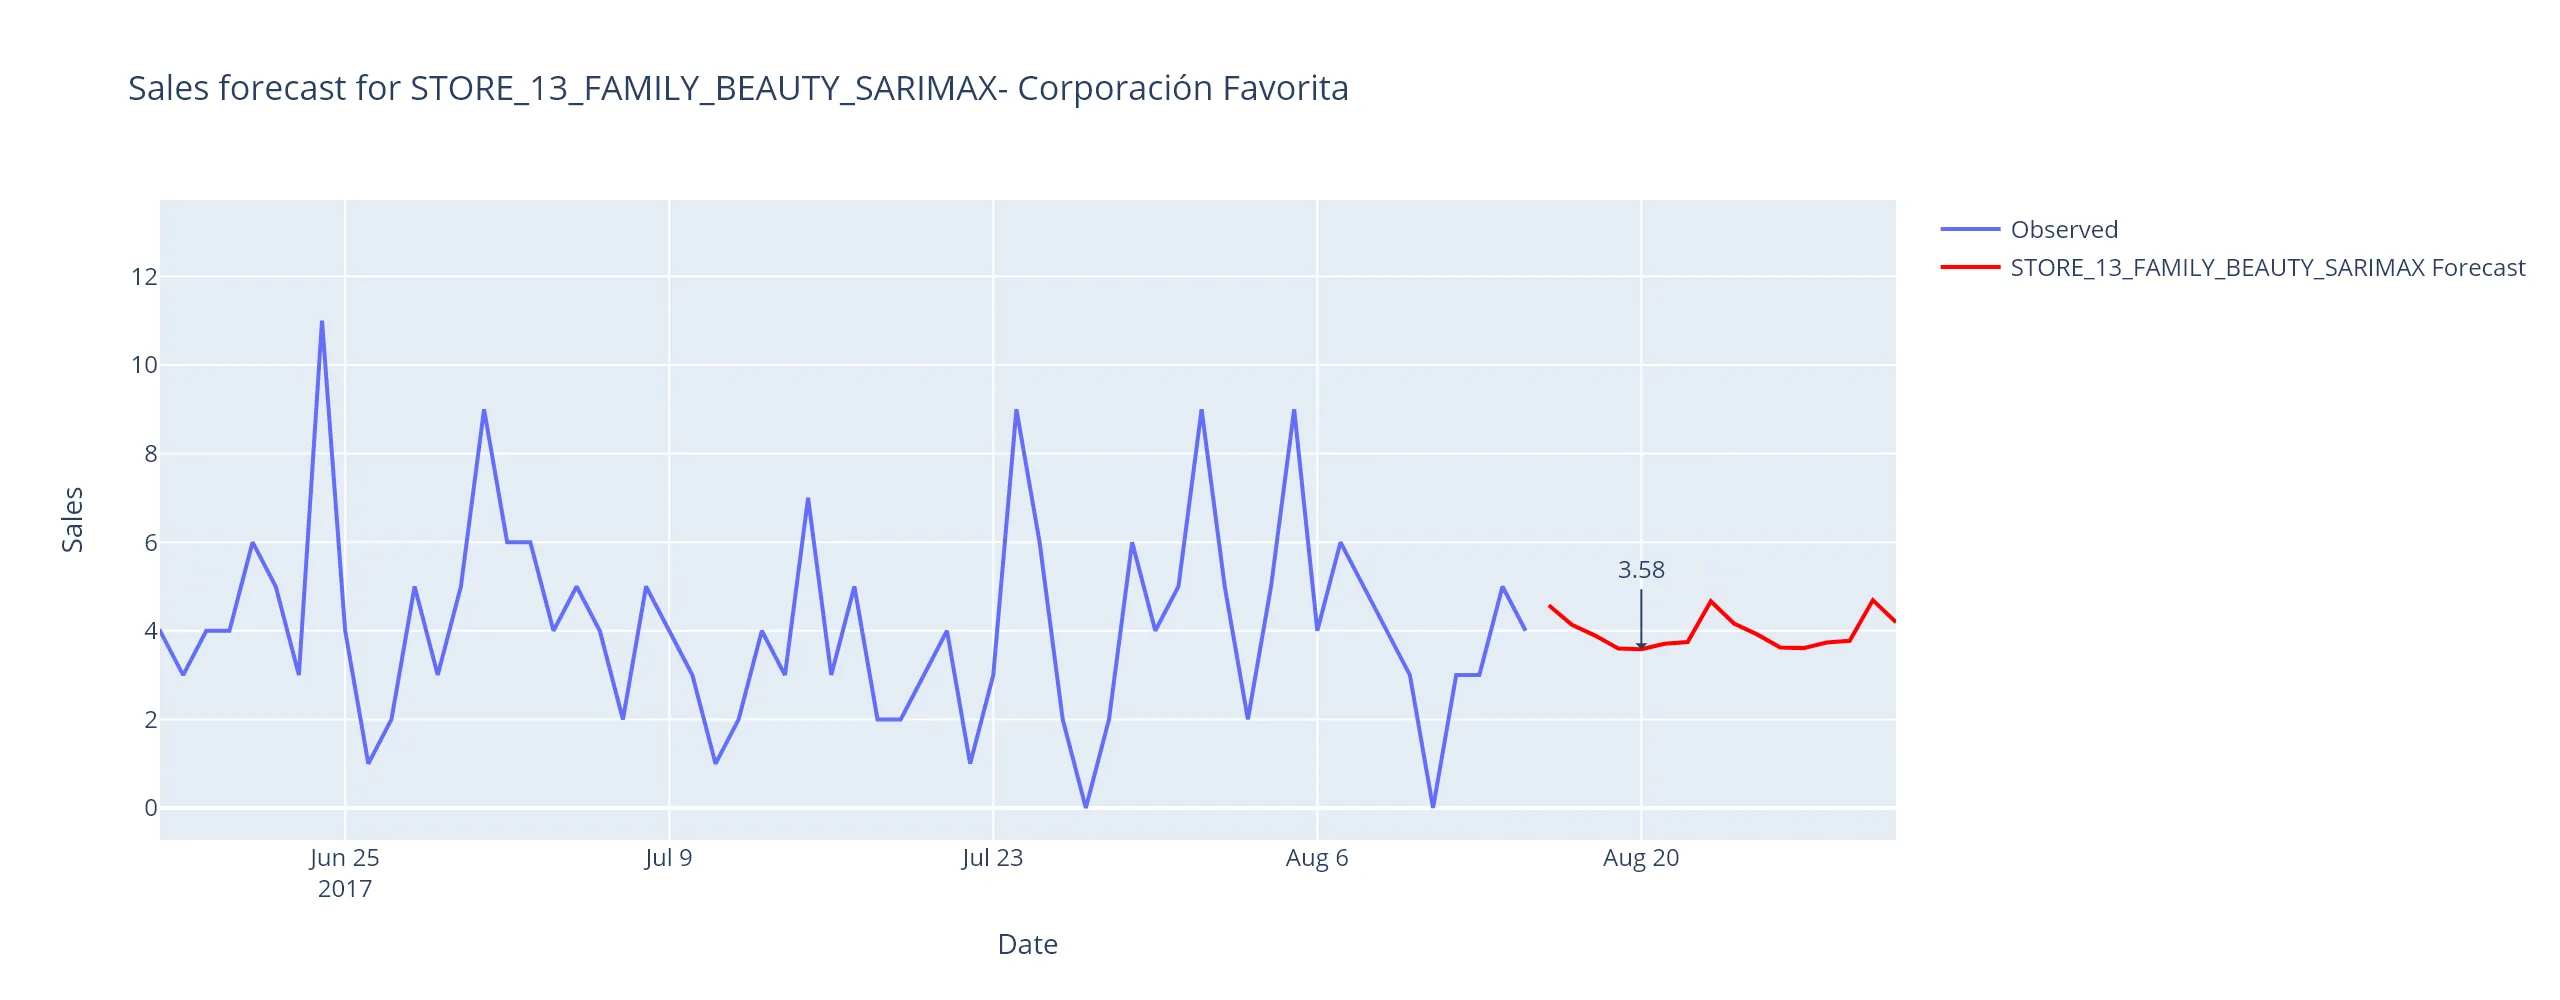 Sales forecast for STORE_13_FAMILY_BEAUTY_SARIMAX- Corporación Favorita
Observed
STORE_13_FAMILY_BEAUTY_SARIMAX Forecast
12
10
8
6
4
2
0
Sales
3.58
Jun 25
2017
Jul 9
Jul 23
Aug 6
Aug 20
Date